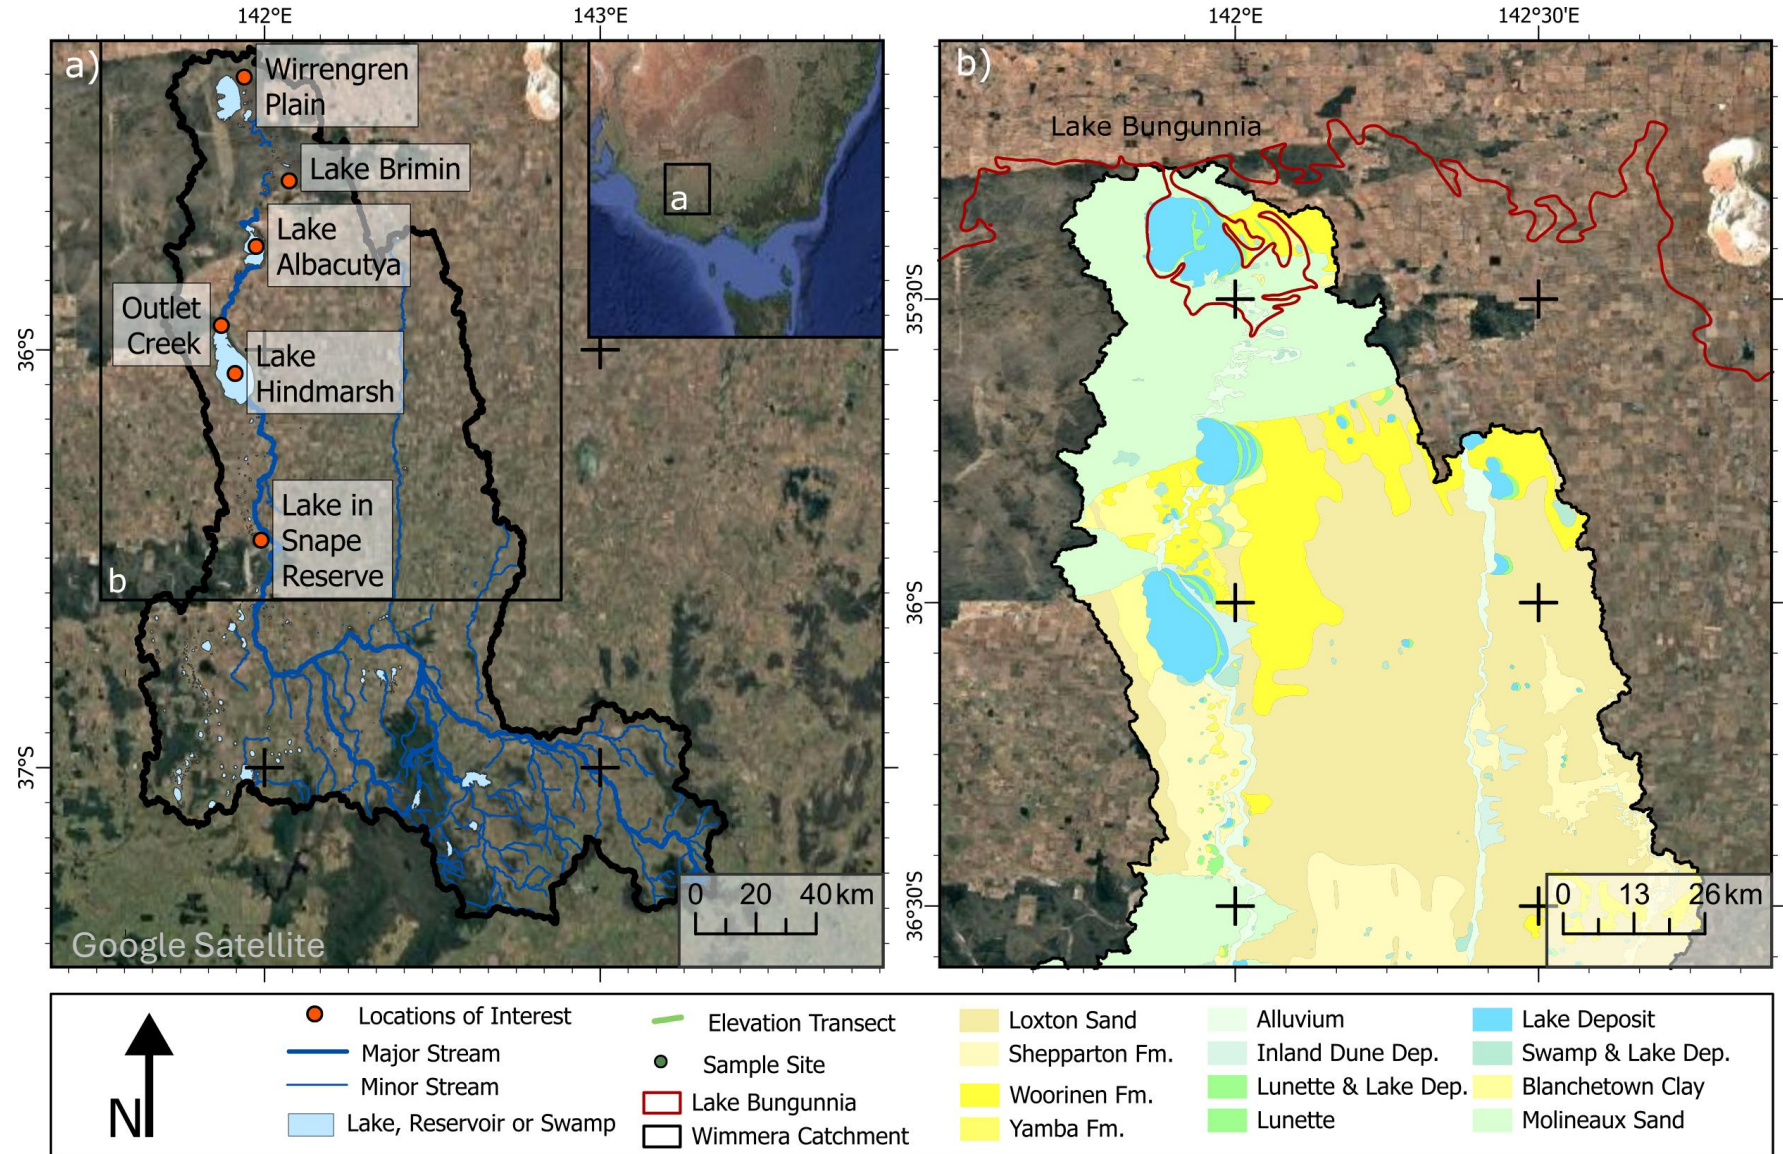 142°E
143°E
142°E
142°30'E
a)
Wirrengren
Plain
Lake Brimin
Lake
Albacutya
Outlet
Creek
Lake
Hindmarsh
Lake in
Snape
Reserve
b
a
36°S
37°S
0 20 40 km
Google Satellite
b)
Lake Bungunnia
35°30'S
36°S
36°30'S
0 13 26 km
N
Locations of Interest
Major Stream
Minor Stream
Lake, Reservoir or Swamp
Elevation Transect
Sample Site
Lake Bungunnia
Wimmera Catchment
Loxton Sand
Shepparton Fm.
Woorinen Fm.
Yamba Fm.
Alluvium
Inland Dune Dep.
Lunette & Lake Dep.
Lunette
Lake Deposit
Swamp & Lake Dep.
Blanchetown Clay
Molineaux Sand